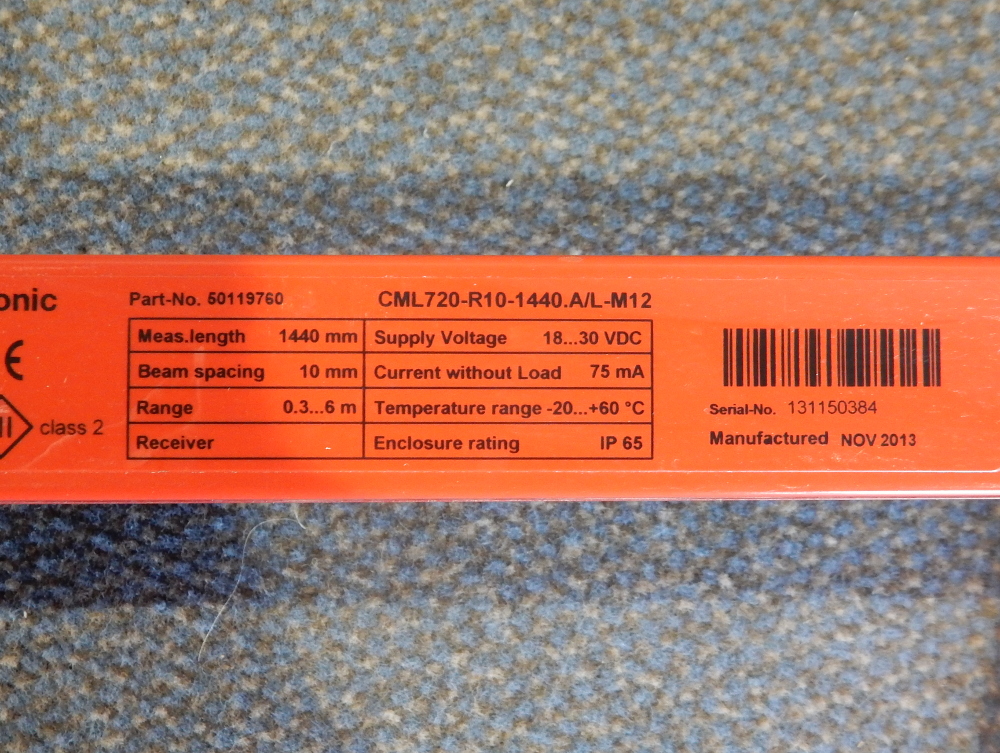 onic
Part-No. 50119760
CML720-R10-1440.A/L-M12
Meas.length 1440 mm Supply Voltage 18...30 VDC
Beam spacing 10 mm Current without Load 75 mA
Range 0.3...6 m Temperature range -20...+60 °C
Receiver Enclosure rating IP 65
CE
III class 2
Serial-No. 131150384
Manufactured NOV 2013